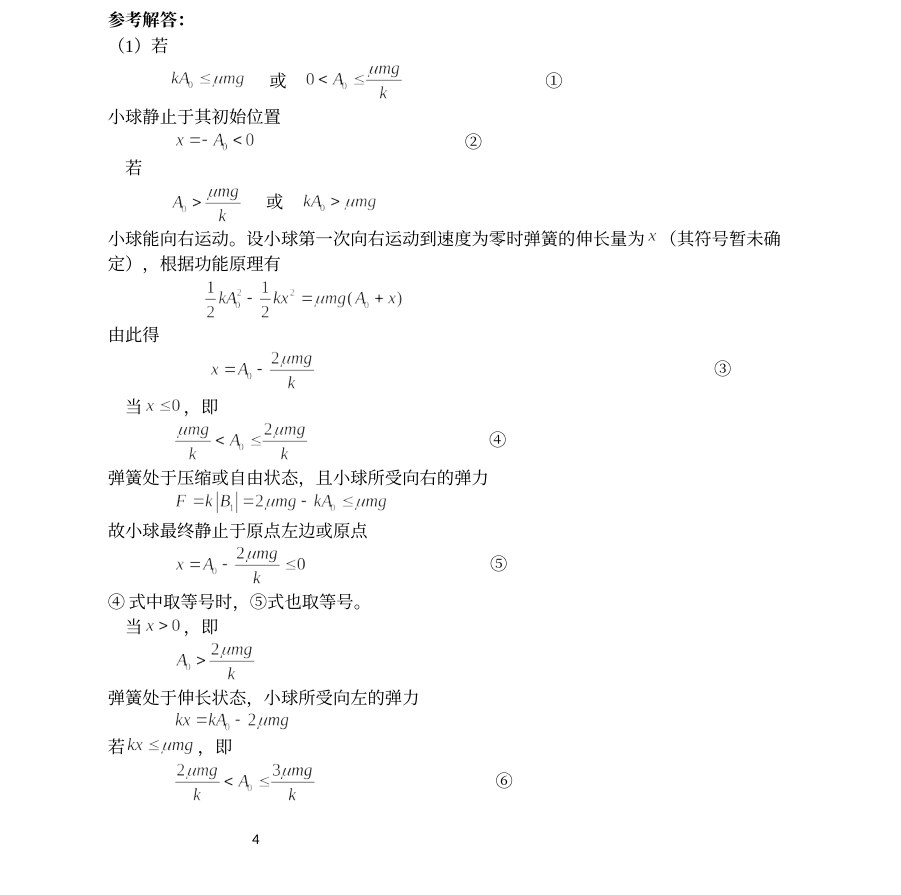 参考解答：
（1）若
kA₀ ≤ μmg 或 0 < A₀ ≤ μmg/k ①
小球静止于其初始位置
x = − A₀ < 0 ②
若
A₀ > μmg/k 或 kA₀ > μmg
小球能向右运动。设小球第一次向右运动到速度为零时弹簧的伸长量为 x （其符号暂未确
定），根据功能原理有
1/2 kA₀² − 1/2 kx² = μmg(A₀ + x)
由此得
x = A₀ − 2μmg/k ③
当 x ≤ 0，即
μmg/k < A₀ ≤ 2μmg/k ④
弹簧处于压缩或自由状态，且小球所受向右的弹力
F = k|B₁| = 2μmg − kA₀ ≤ μmg
故小球最终静止于原点左边或原点
x = A₀ − 2μmg/k ≤ 0 ⑤
④ 式中取等号时，⑤式也取等号。
当 x > 0，即
A₀ > 2μmg/k
弹簧处于伸长状态，小球所受向左的弹力
kx = kA₀ − 2μmg
若 kx ≤ μmg，即
2μmg/k < A₀ ≤ 3μmg/k ⑥
4